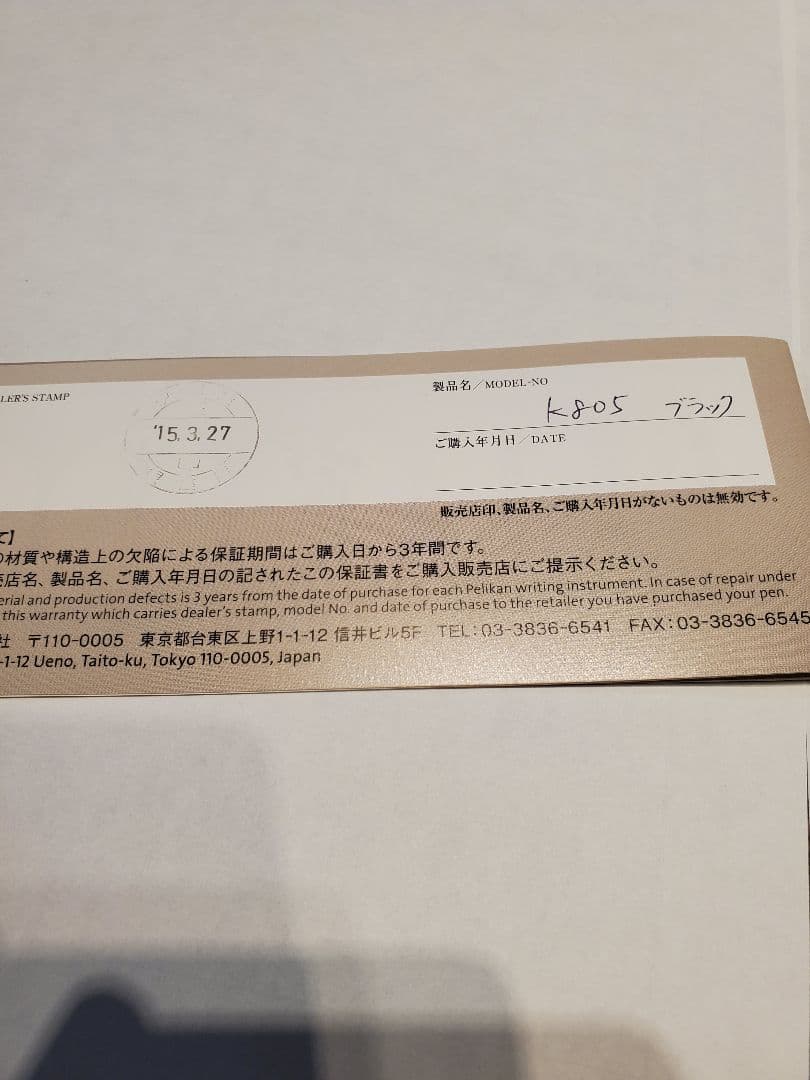 LER'S STAMP
'15.3.27
製品名／MODEL-NO
K805 ブラック
ご購入年月日／DATE
販売店印、製品名、ご購入年月日がないものは無効です。
て】
の材質や構造上の欠陥による保証期間はご購入日から3年間です。
売店名、製品名、ご購入年月日の記されたこの保証書をご購入販売店にご提示ください。
erial and production defects is 3 years from the date of purchase for each Pelikan writing instrument. In case of repair under
this warranty which carries dealer's stamp, model No. and date of purchase to the retailer you have purchased your pen.
社 〒110-0005 東京都台東区上野1-1-12 信井ビル5F TEL:03-3836-6541 FAX:03-3836-6545
-1-12 Ueno, Taito-ku, Tokyo 110-0005, Japan